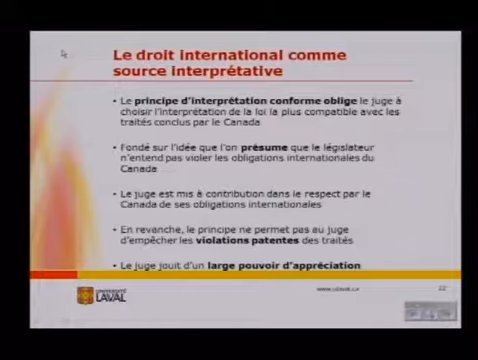 Le droit international comme
source interprétative
• Le principe d'interprétation conforme oblige le juge à
choisir l'interprétation de la loi la plus compatible avec les
traités conclus par le Canada
• Fondé sur l'idée que l'on présume que le législateur
n'entend pas violer les obligations internationales du
Canada
• Le juge est mis à contribution dans le respect par le
Canada de ses obligations internationales
• En revanche, le principe ne permet pas au juge
d'empêcher les violations patentes des traités
• Le juge jouit d'un large pouvoir d'appréciation
UNIVERSITÉ
LAVAL
www.ulaval.ca